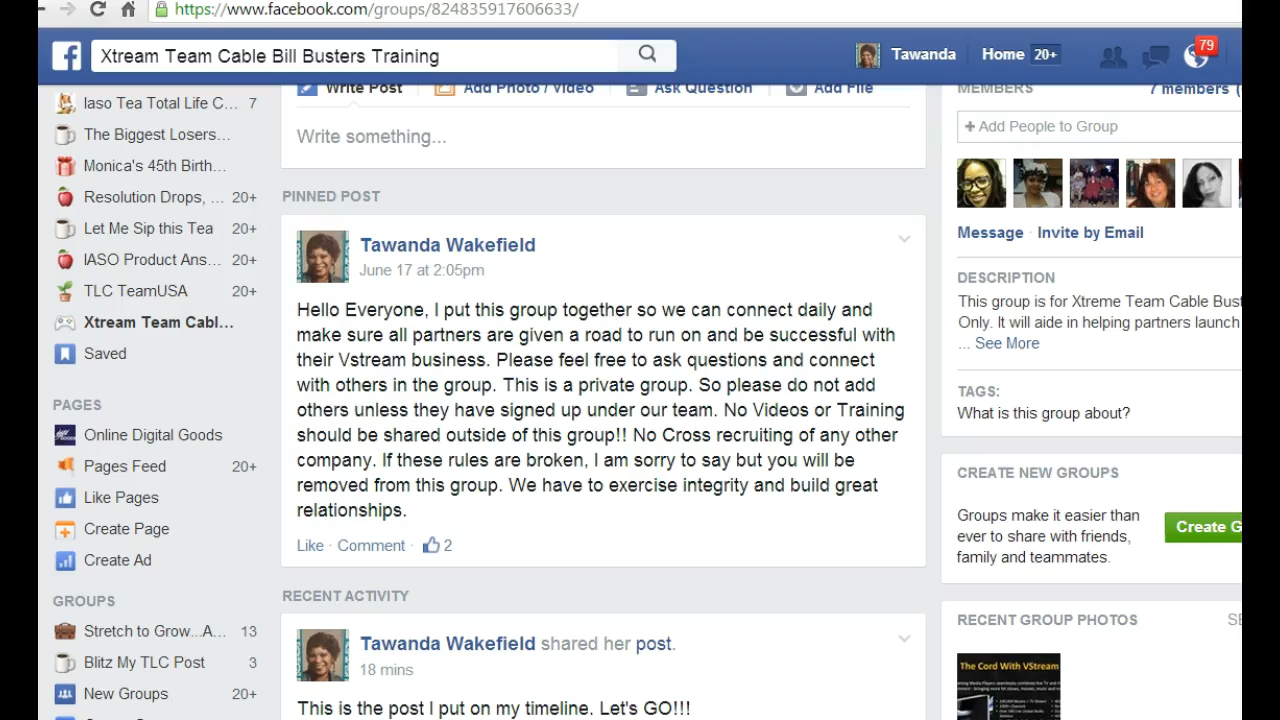 https://www.facebook.com/groups/824835917606633/
Xtream Team Cable Bill Busters Training
Tawanda
Home 20+
79
Iaso Tea Total Life C... 7
The Biggest Losers...
Monica's 45th Birth...
Resolution Drops, ... 20+
Let Me Sip this Tea 20+
IASO Product Ans... 20+
TLC TeamUSA 20+
Xtream Team Cabl...
Saved
PAGES
Online Digital Goods
Pages Feed 20+
Like Pages
Create Page
Create Ad
GROUPS
Stretch to Grow...A... 13
Blitz My TLC Post 3
New Groups 20+
Write Post Add Photo / Video Ask Question Add File
Write something...
PINNED POST
Tawanda Wakefield
June 17 at 2:05pm
Hello Everyone, I put this group together so we can connect daily and
make sure all partners are given a road to run on and be successful with
their Vstream business. Please feel free to ask questions and connect
with others in the group. This is a private group. So please do not add
others unless they have signed up under our team. No Videos or Training
should be shared outside of this group!! No Cross recruiting of any other
company. If these rules are broken, I am sorry to say but you will be
removed from this group. We have to exercise integrity and build great
relationships.
Like · Comment · 2
RECENT ACTIVITY
Tawanda Wakefield shared her post.
18 mins
This is the post I put on my timeline. Let's GO!!!
MEMBERS 7 members (
+ Add People to Group
Message · Invite by Email
DESCRIPTION
This group is for Xtreme Team Cable Bust
Only. It will aide in helping partners launch
... See More
TAGS:
What is this group about?
CREATE NEW GROUPS
Groups make it easier than
ever to share with friends,
family and teammates.
Create G
RECENT GROUP PHOTOS SE
The Cord With VStream